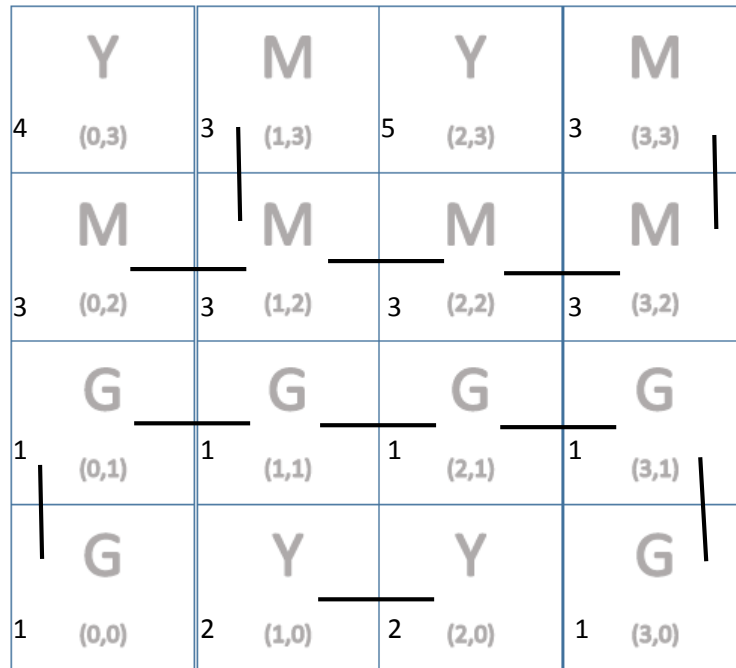 Y M Y M
4 (0,3) 3 (1,3) 5 (2,3) 3 (3,3)
M M M M
3 (0,2) 3 (1,2) 3 (2,2) 3 (3,2)
G G G G
1 (0,1) 1 (1,1) 1 (2,1) 1 (3,1)
G Y Y G
1 (0,0) 2 (1,0) 2 (2,0) 1 (3,0)